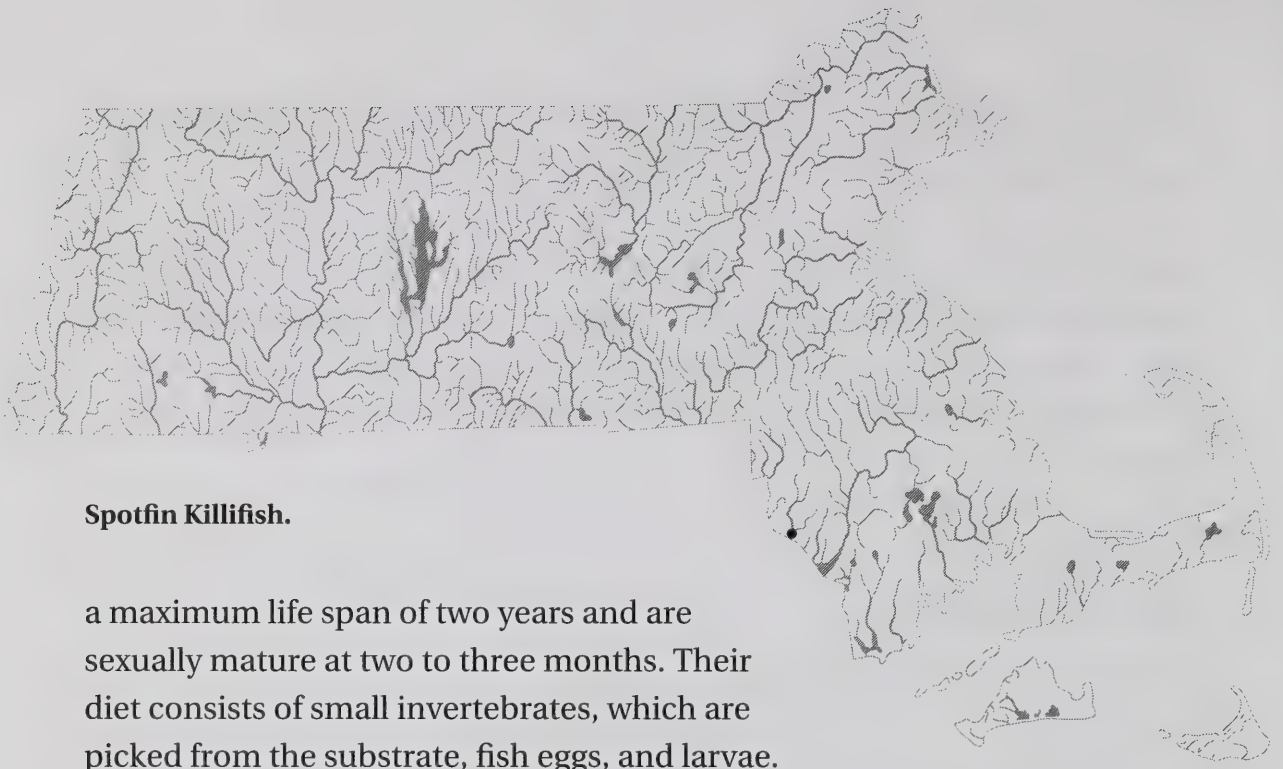 Spotfin Killifish.
a maximum life span of two years and are
sexually mature at two to three months. Their
diet consists of small invertebrates, which are
picked from the substrate, fish eggs, and larvae.